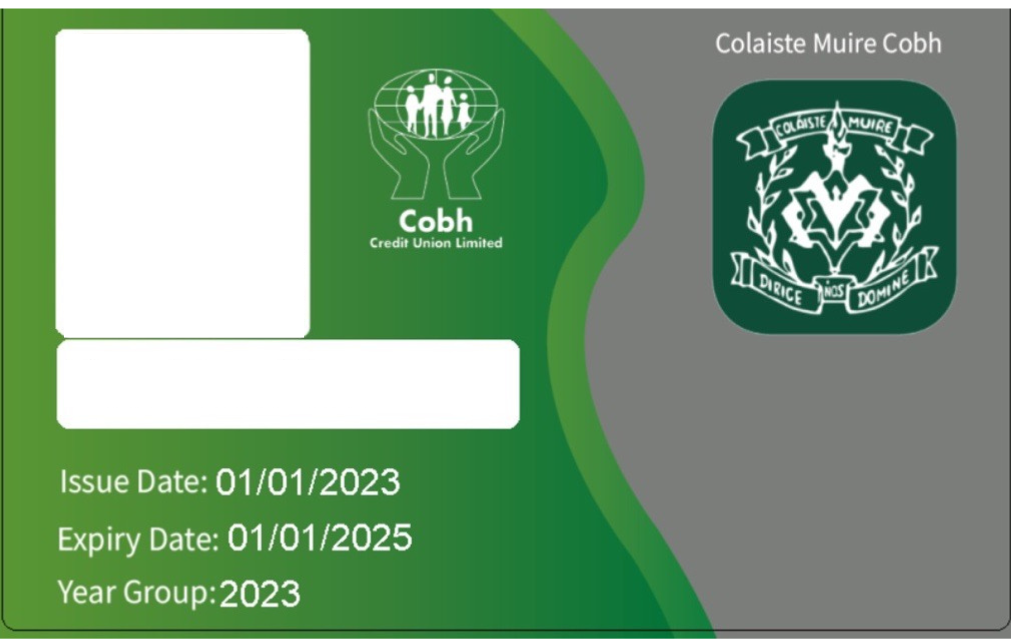 Colaiste Muire Cobh
COLÁISTE MUIRE
Cobh
Credit Union Limited
DIRIGE NOS DOMINE
Issue Date: 01/01/2023
Expiry Date: 01/01/2025
Year Group: 2023